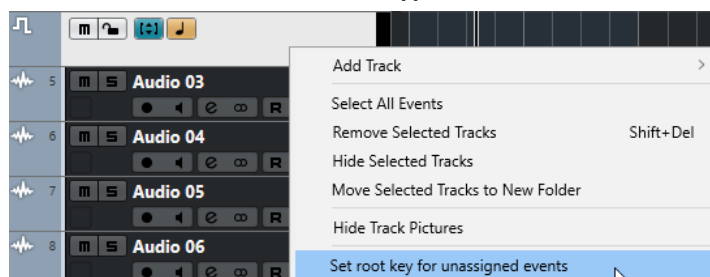 m
Add Track
5 m S Audio 03
e R
Select All Events
6 m S Audio 04
Remove Selected Tracks Shift+Del
e R
Hide Selected Tracks
7 m S Audio 05
Move Selected Tracks to New Folder
e R
Hide Track Pictures
8 m S Audio 06
Set root key for unassigned events
e R